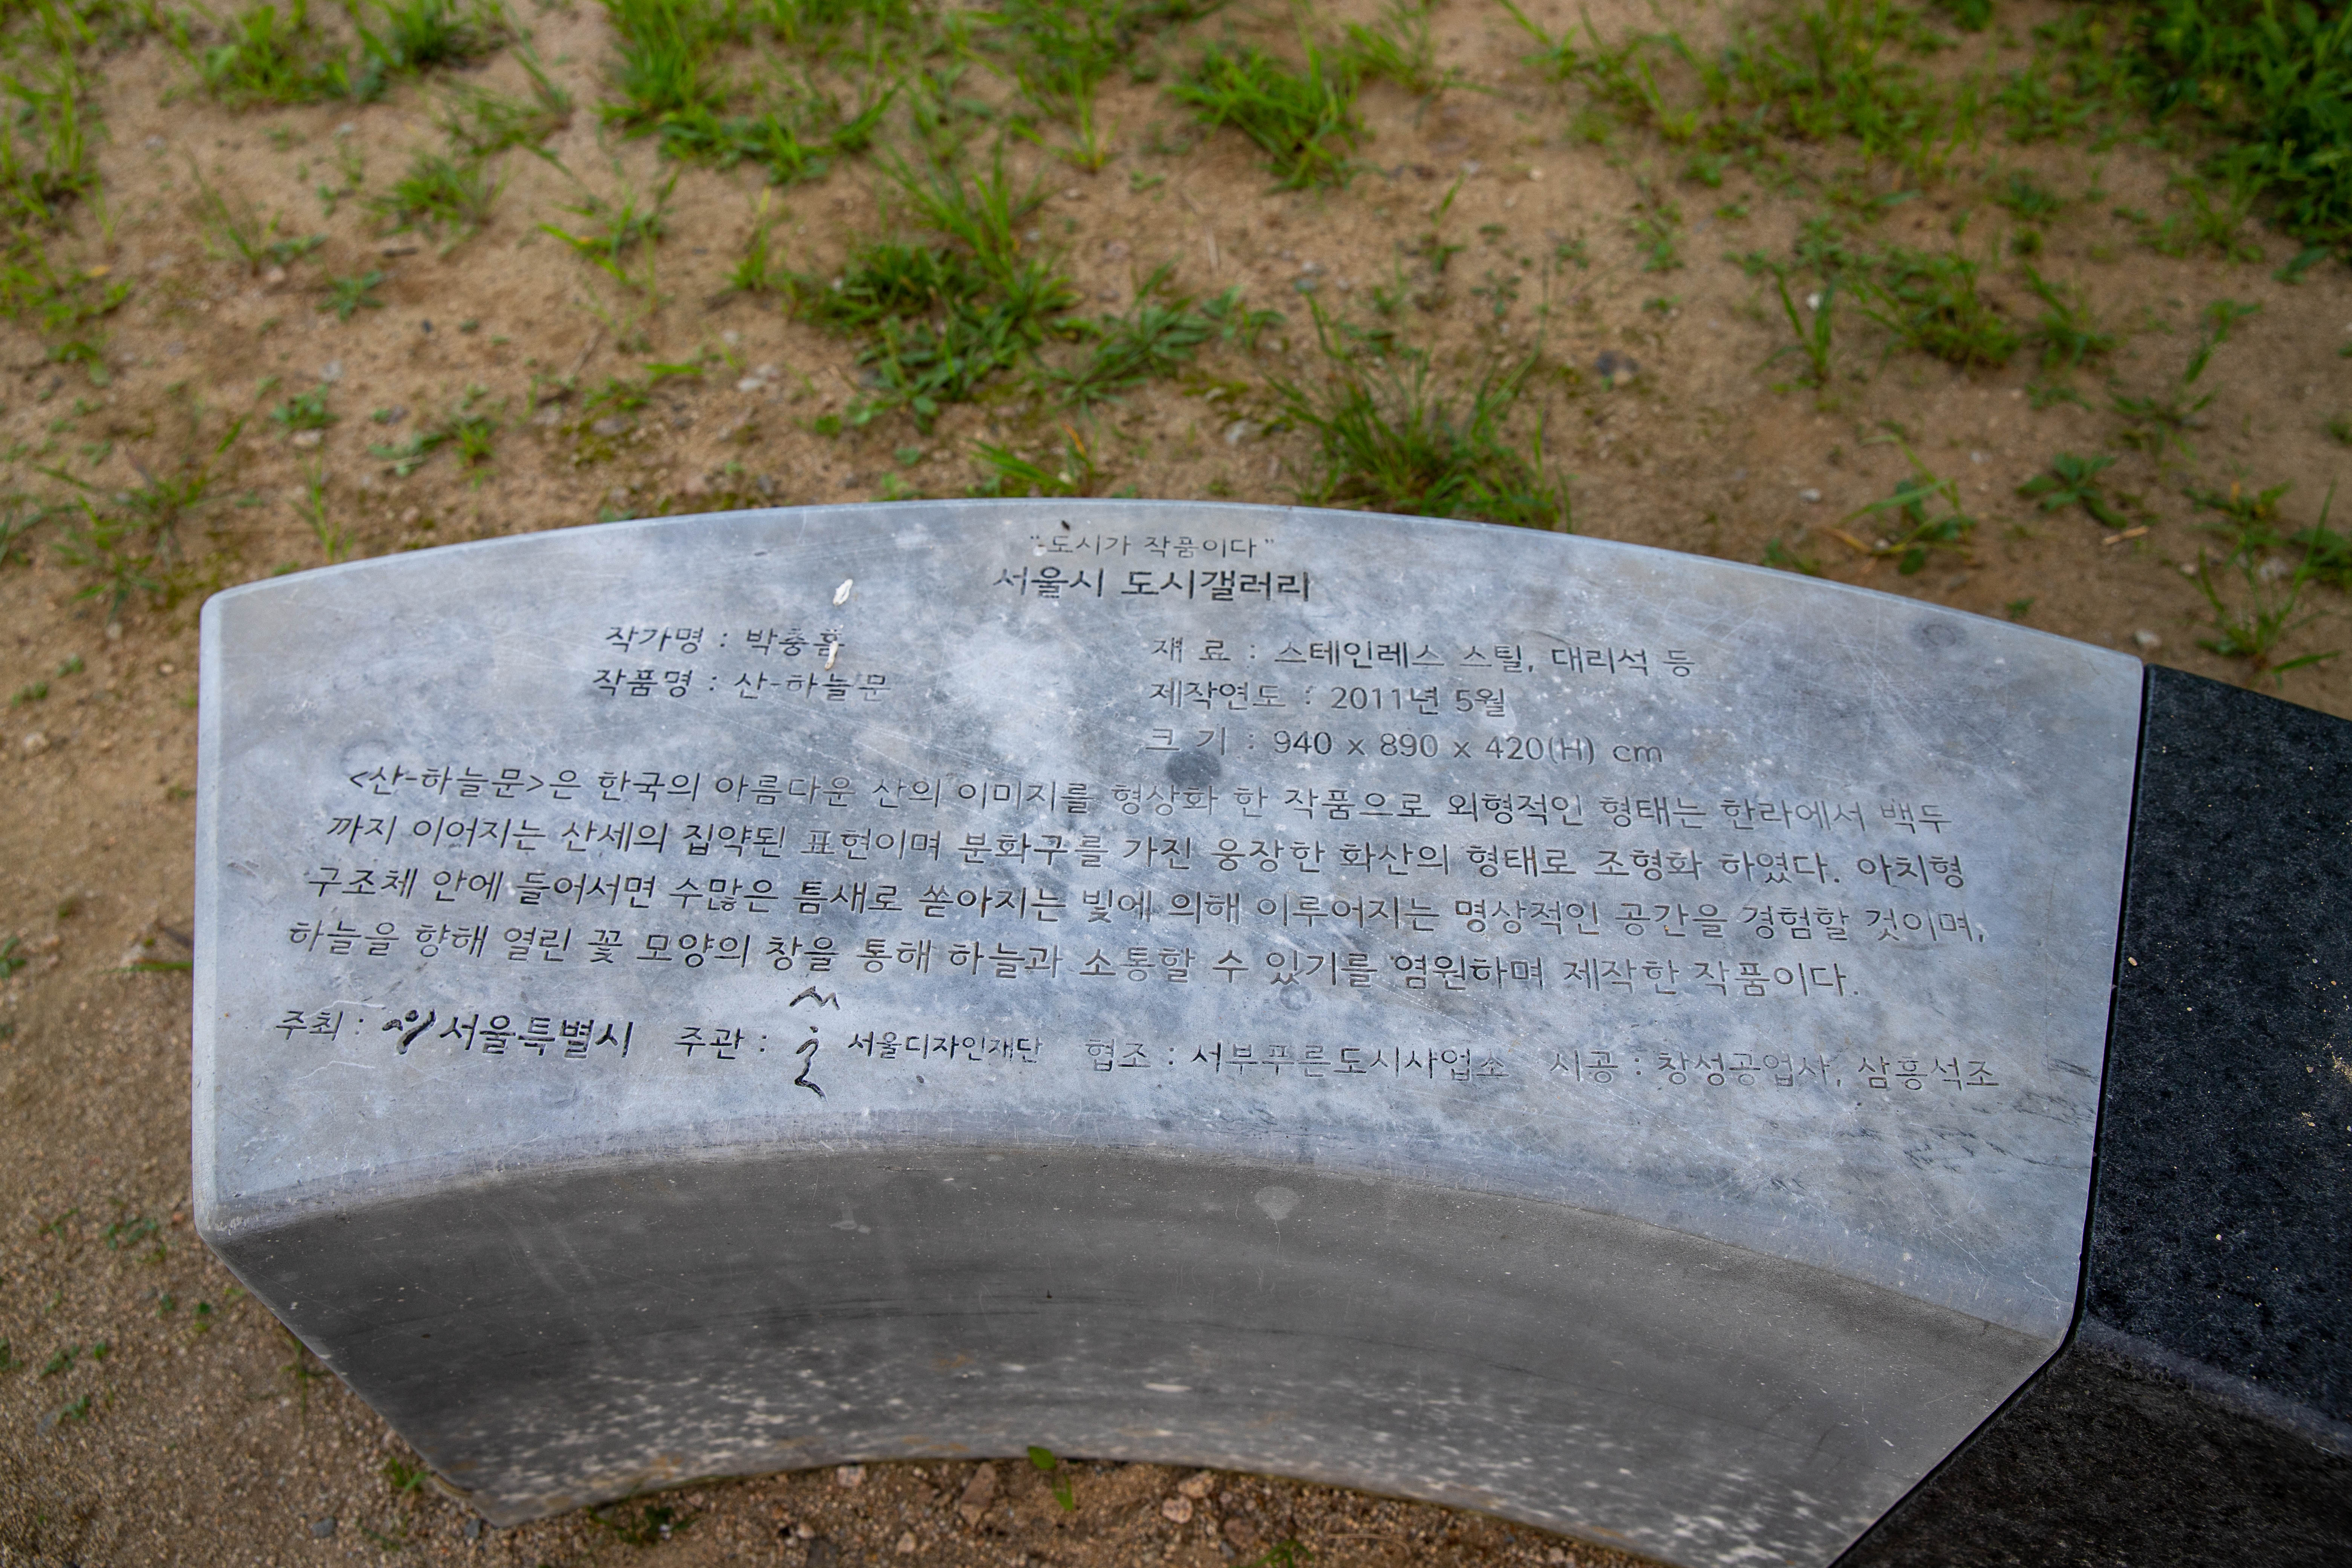 "도시가 작품이다"
서울시 도시갤러리
작가명 : 박충흠
작품명 : 산-하늘문
재 료 : 스테인레스 스틸, 대리석 등
제작연도 : 2011년 5월
크 기 : 940 x 890 x 420(H) cm
<산-하늘문>은 한국의 아름다운 산의 이미지를 형상화 한 작품으로 외형적인 형태는 한라에서 백두
까지 이어지는 산세의 집약된 표현이며 분화구를 가진 웅장한 화산의 형태로 조형화 하였다. 아치형
구조체 안에 들어서면 수많은 틈새로 쏟아지는 빛에 의해 이루어지는 명상적인 공간을 경험할 것이며,
하늘을 향해 열린 꽃 모양의 창을 통해 하늘과 소통할 수 있기를 염원하며 제작한 작품이다.
주최 : 서울특별시 주관 : 서울디자인재단 협조 : 서부푸른도시사업소 시공 : 창성공업사, 삼흥석조